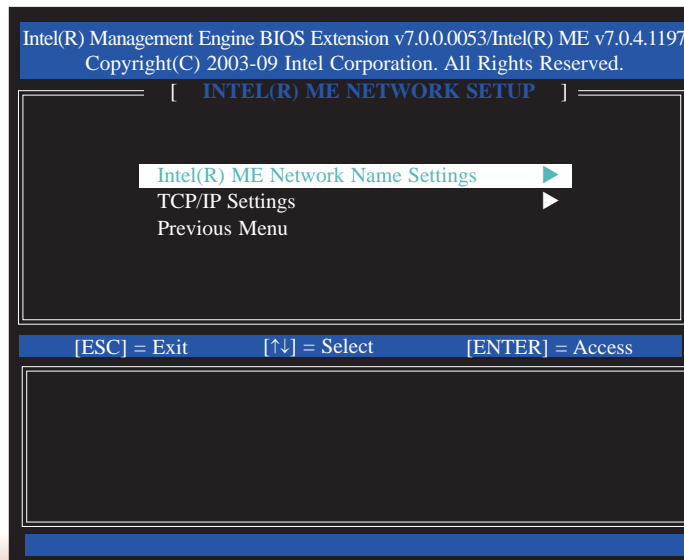 Intel(R) Management Engine BIOS Extension v7.0.0.0053/Intel(R) ME v7.0.4.1197
Copyright(C) 2003-09 Intel Corporation. All Rights Reserved.
[ INTEL(R) ME NETWORK SETUP ]
Intel(R) ME Network Name Settings ▶
TCP/IP Settings ▶
Previous Menu
[ESC] = Exit [↑↓] = Select [ENTER] = Access